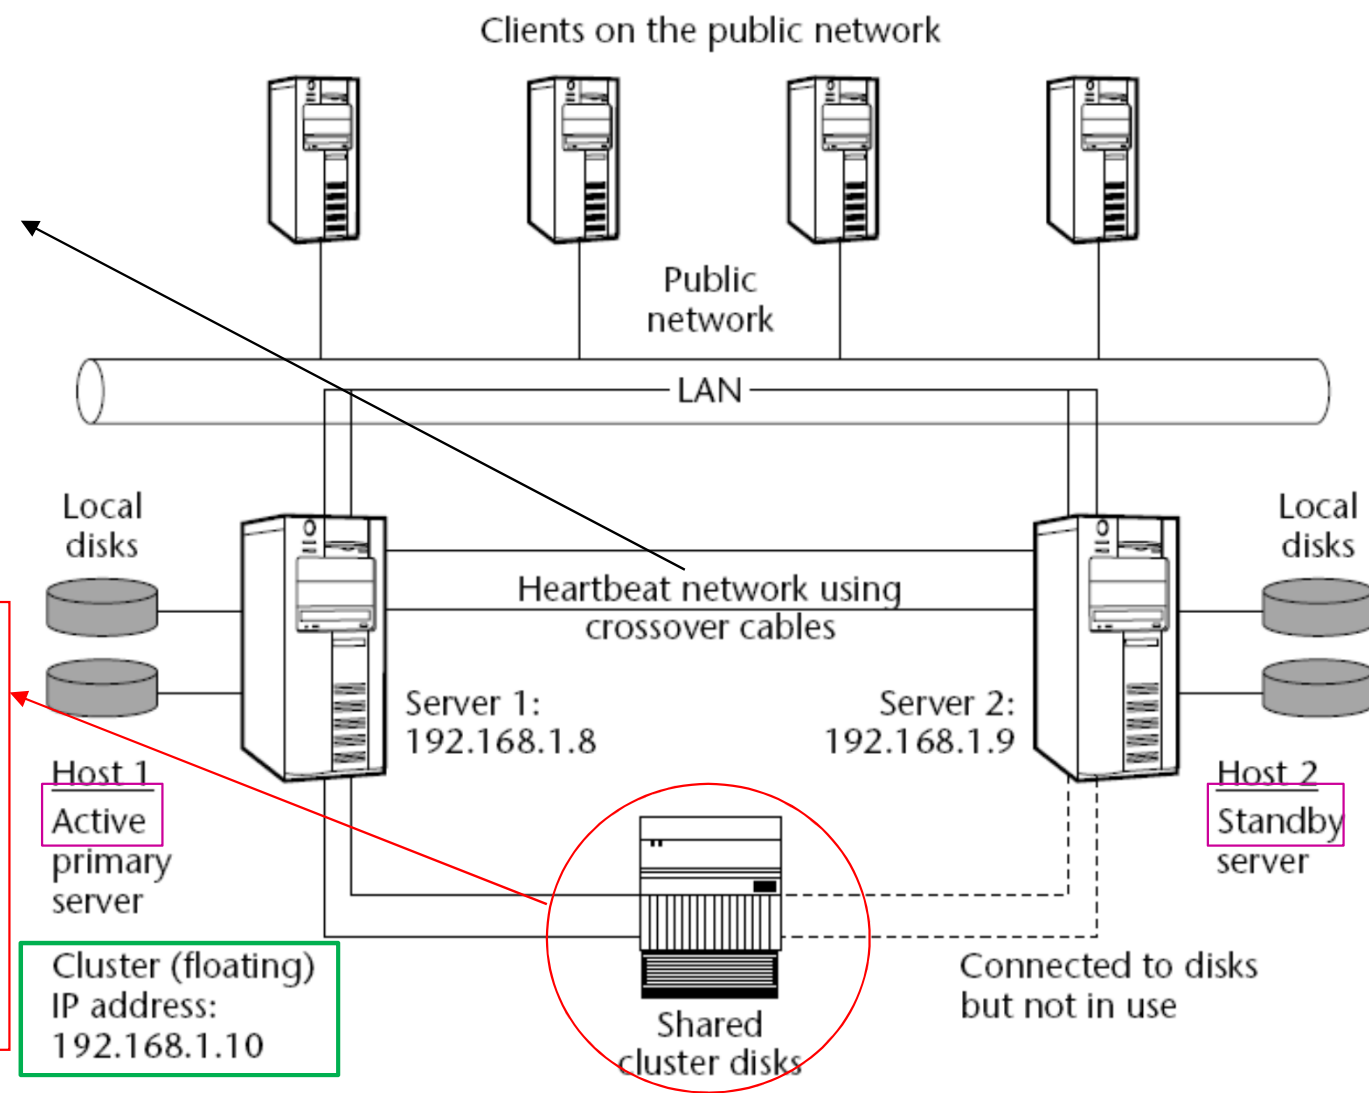 Clients on the public network
Public
network
LAN
Local
disks
Local
disks
Heartbeat network using
crossover cables
Server 1:
192.168.1.8
Server 2:
192.168.1.9
Host 1
Active
primary
server
Host 2
Standby
server
Cluster (floating)
IP address:
192.168.1.10
Shared
cluster disks
Connected to disks
but not in use